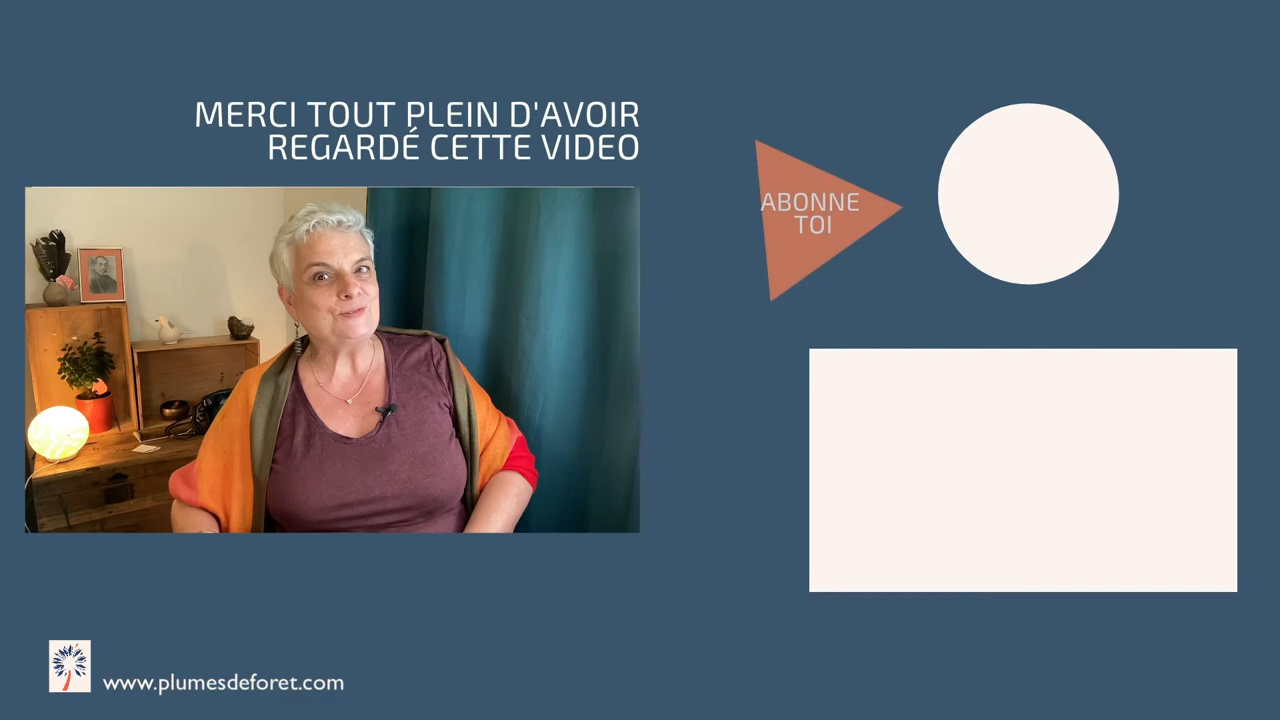 MERCI TOUT PLEIN D'AVOIR
REGARDÉ CETTE VIDEO
ABONNE
TOI
www.plumesdeforet.com